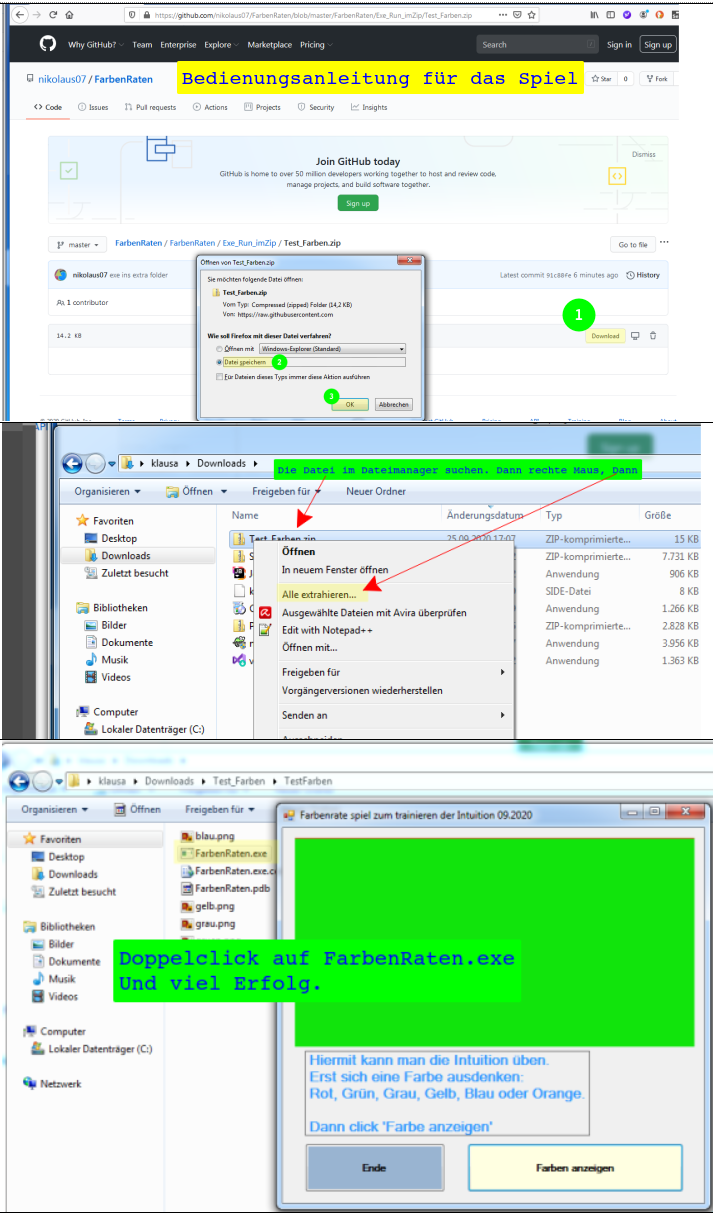 https://github.com/nikolaus07/FarbenRaten/blob/master/FarbenRaten/Exe_Run_imZip/Test_Farben.zip
Why GitHub? Team Enterprise Explore Marketplace Pricing Search / Sign in Sign up
nikolaus07 / FarbenRaten
Bedienungsanleitung für das Spiel
Star 0 Fork
Code Issues Pull requests Actions Projects Security Insights
Join GitHub today
Dismiss
GitHub is home to over 50 million developers working together to host and review code,
manage projects, and build software together.
Sign up
master FarbenRaten / FarbenRaten / Exe_Run_imZip / Test_Farben.zip Go to file
nikolaus07 exe ins extra folder
Latest commit 91c88fe 6 minutes ago History
1 contributor
14.2 KB
1
Download
Öffnen von Test_Farben.zip
Sie möchten folgende Datei öffnen:
Test_Farben.zip
Vom Typ: Compressed (zipped) Folder (14,2 KB)
Von: https://raw.githubusercontent.com
Wie soll Firefox mit dieser Datei verfahren?
Öffnen mit Windows-Explorer (Standard)
Datei speichern 2
Für Dateien dieses Typs immer diese Aktion ausführen
3
OK Abbrechen
klausa Downloads
Die Datei im Dateimanager suchen. Dann rechte Maus, Dann
Organisieren Öffnen Freigeben für Neuer Ordner
Name Änderungsdatum Typ Größe
Favoriten
Desktop
Downloads
Zuletzt besucht
Bibliotheken
Bilder
Dokumente
Musik
Videos
Computer
Lokaler Datenträger (C:)
Test_Farben.zip 25.09.2020 17:07 ZIP-komprimierte... 15 KB
ZIP-komprimierte... 7.731 KB
Anwendung 906 KB
SIDE-Datei 8 KB
Anwendung 1.266 KB
ZIP-komprimierte... 2.828 KB
Anwendung 3.956 KB
Anwendung 1.363 KB
Öffnen
In neuem Fenster öffnen
Alle extrahieren...
Ausgewählte Dateien mit Avira überprüfen
Edit with Notepad++
Öffnen mit...
Freigeben für
Vorgängerversionen wiederherstellen
Senden an
klausa Downloads Test_Farben TestFarben
Organisieren Öffnen Freigeben für
Favoriten
Desktop
Downloads
Zuletzt besucht
Bibliotheken
Bilder
Dokumente
Musik
Videos
Computer
Lokaler Datenträger (C:)
Netzwerk
blau.png
FarbenRaten.exe
FarbenRaten.exe.c
FarbenRaten.pdb
gelb.png
grau.png
Doppelclick auf FarbenRaten.exe
Und viel Erfolg.
Farbenrate spiel zum trainieren der Intuition 09.2020
Hiermit kann man die Intuition üben.
Erst sich eine Farbe ausdenken:
Rot, Grün, Grau, Gelb, Blau oder Orange.
Dann click 'Farbe anzeigen'
Ende Farben anzeigen